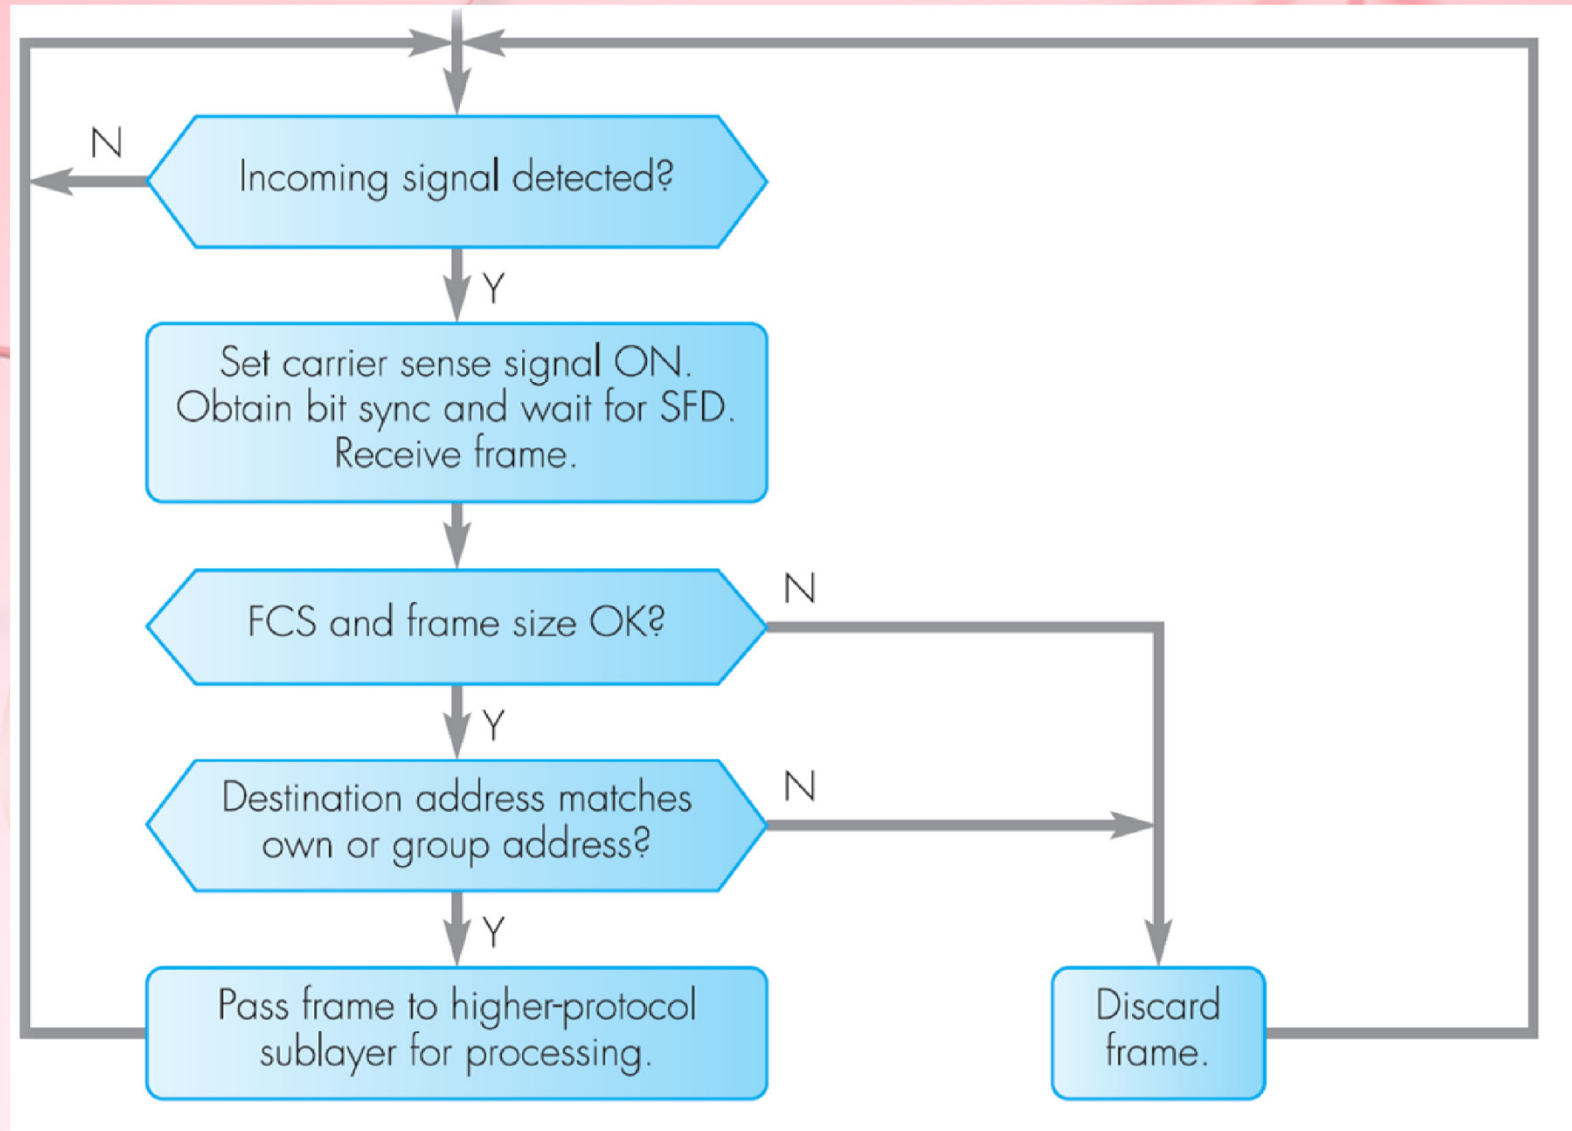 N
Incoming signal detected?
Y
Set carrier sense signal ON.
Obtain bit sync and wait for SFD.
Receive frame.
N
FCS and frame size OK?
Y
N
Destination address matches
own or group address?
Y
Pass frame to higher-protocol
sublayer for processing.
Discard
frame.